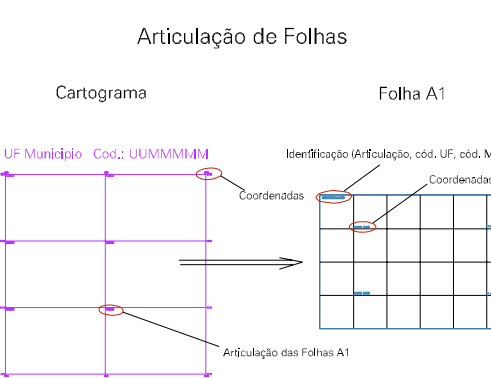 Articulação de Folhas
Cartograma
Folha A1
UF Municipio Cod.: UUMMMMM
Identificação (Articulação, cód. UF, cód. M
Coordenadas
Coordenadas
Articulação das Folhas A1